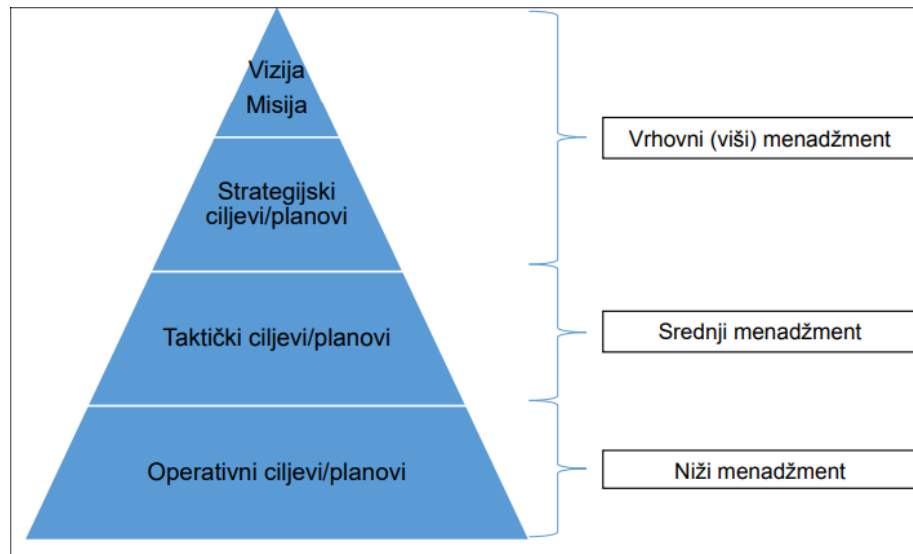 Vizija
Misija
Vrhovni (viši) menadžment
Strategijski
ciljevi/planovi
Taktički ciljevi/planovi
Srednji menadžment
Operativni ciljevi/planovi
Niži menadžment